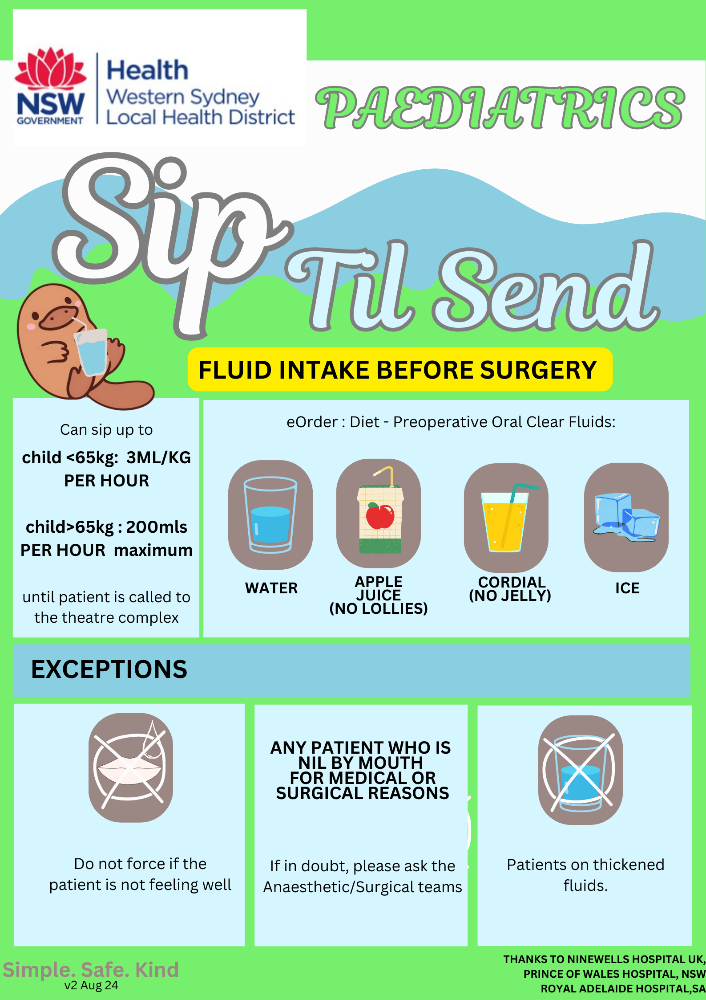 NSW
GOVERNMENT
Health
Western Sydney
Local Health District
PAEDIATRICS
Sip
Til Send
FLUID INTAKE BEFORE SURGERY
Can sip up to
child <65kg: 3ML/KG
PER HOUR
child>65kg : 200mls
PER HOUR maximum
until patient is called to
the theatre complex
eOrder : Diet - Preoperative Oral Clear Fluids:
WATER
APPLE
JUICE
(NO LOLLIES)
CORDIAL
(NO JELLY)
ICE
EXCEPTIONS
Do not force if the
patient is not feeling well
ANY PATIENT WHO IS
NIL BY MOUTH
FOR MEDICAL OR
SURGICAL REASONS
If in doubt, please ask the
Anaesthetic/Surgical teams
Patients on thickened
fluids.
Simple. Safe. Kind
v2 Aug 24
THANKS TO NINEWELLS HOSPITAL UK,
PRINCE OF WALES HOSPITAL, NSW
ROYAL ADELAIDE HOSPITAL,SA